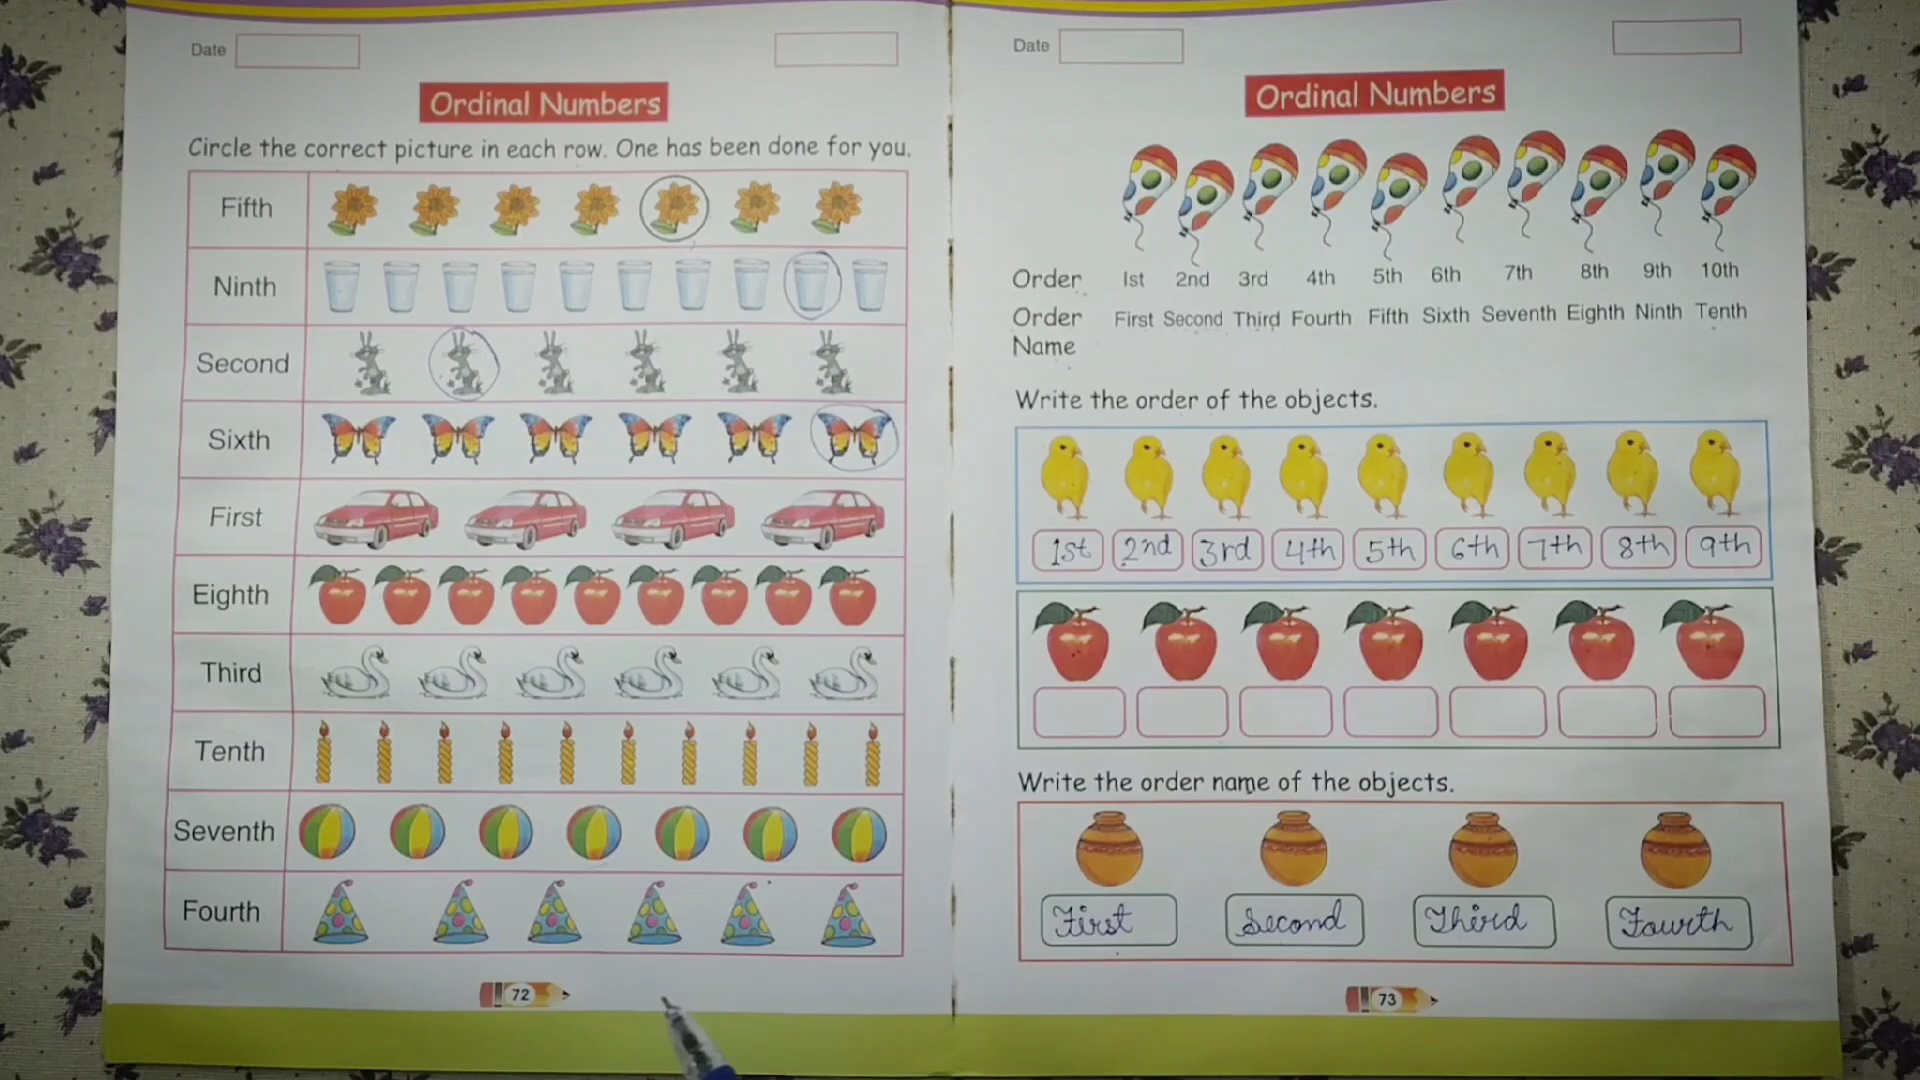 Date
Ordinal Numbers
Circle the correct picture in each row. One has been done for you.
Fifth
Ninth
Second
Sixth
First
Eighth
Third
Tenth
Seventh
Fourth
72
Date
Ordinal Numbers
Order 1st 2nd 3rd 4th 5th 6th 7th 8th 9th 10th
Order First Second Third Fourth Fifth Sixth Seventh Eighth Ninth Tenth
Name
Write the order of the objects.
1st 2nd 3rd 4th 5th 6th 7th 8th 9th
Write the order name of the objects.
First Second Third Fourth
73